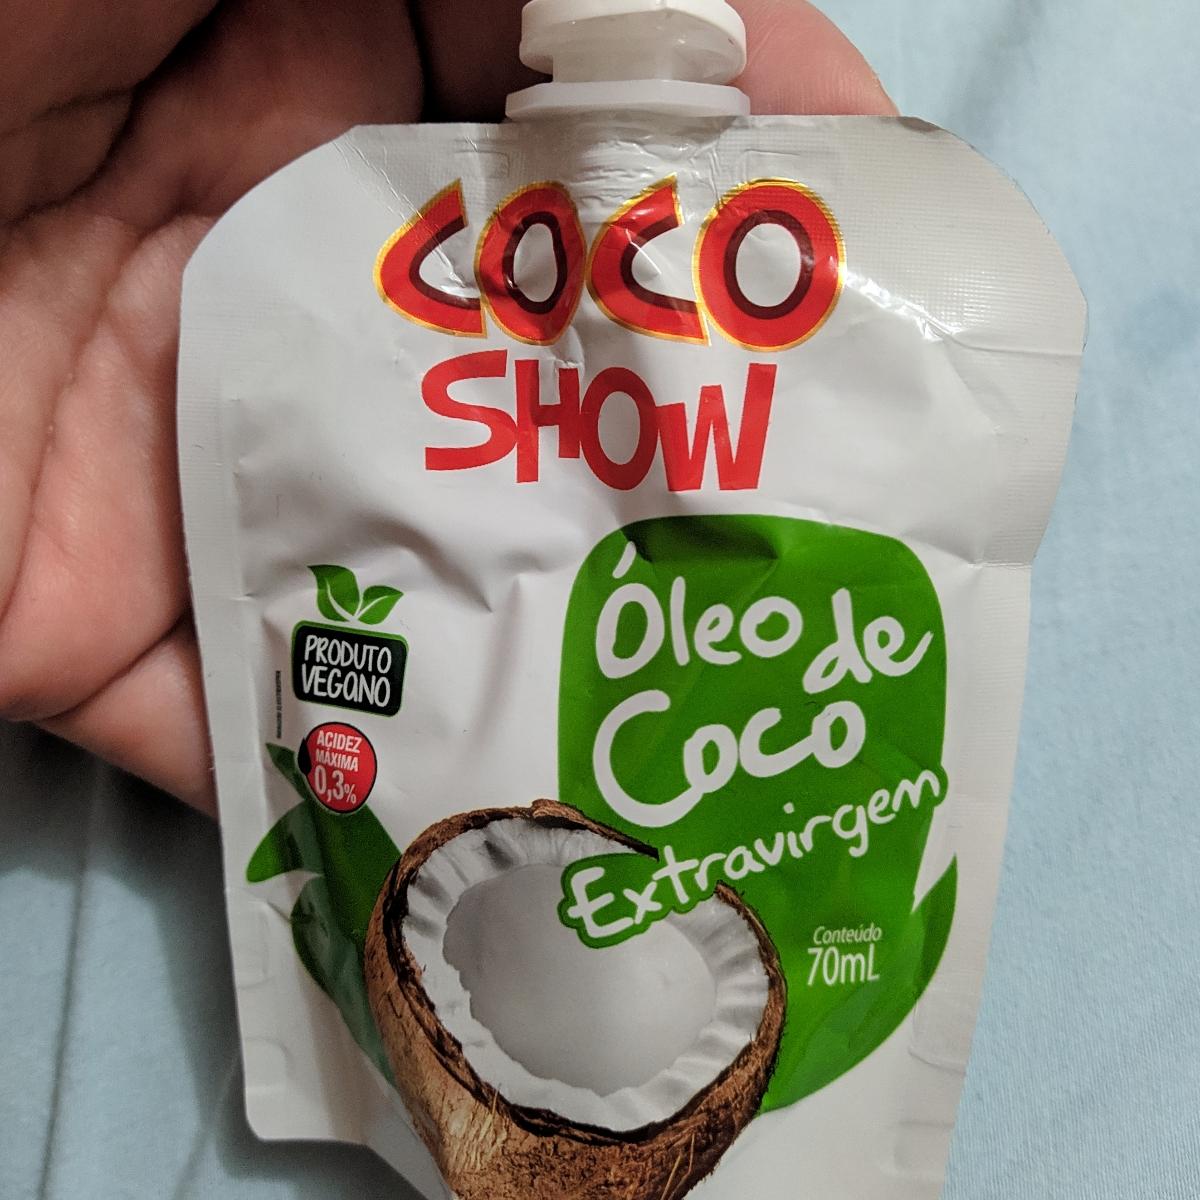 COCO
SHOW
Óleo de
Coco
Extravirgem
PRODUTO
VEGANO
ACIDEZ
MÁXIMA
0,3%
Conteúdo
70mL